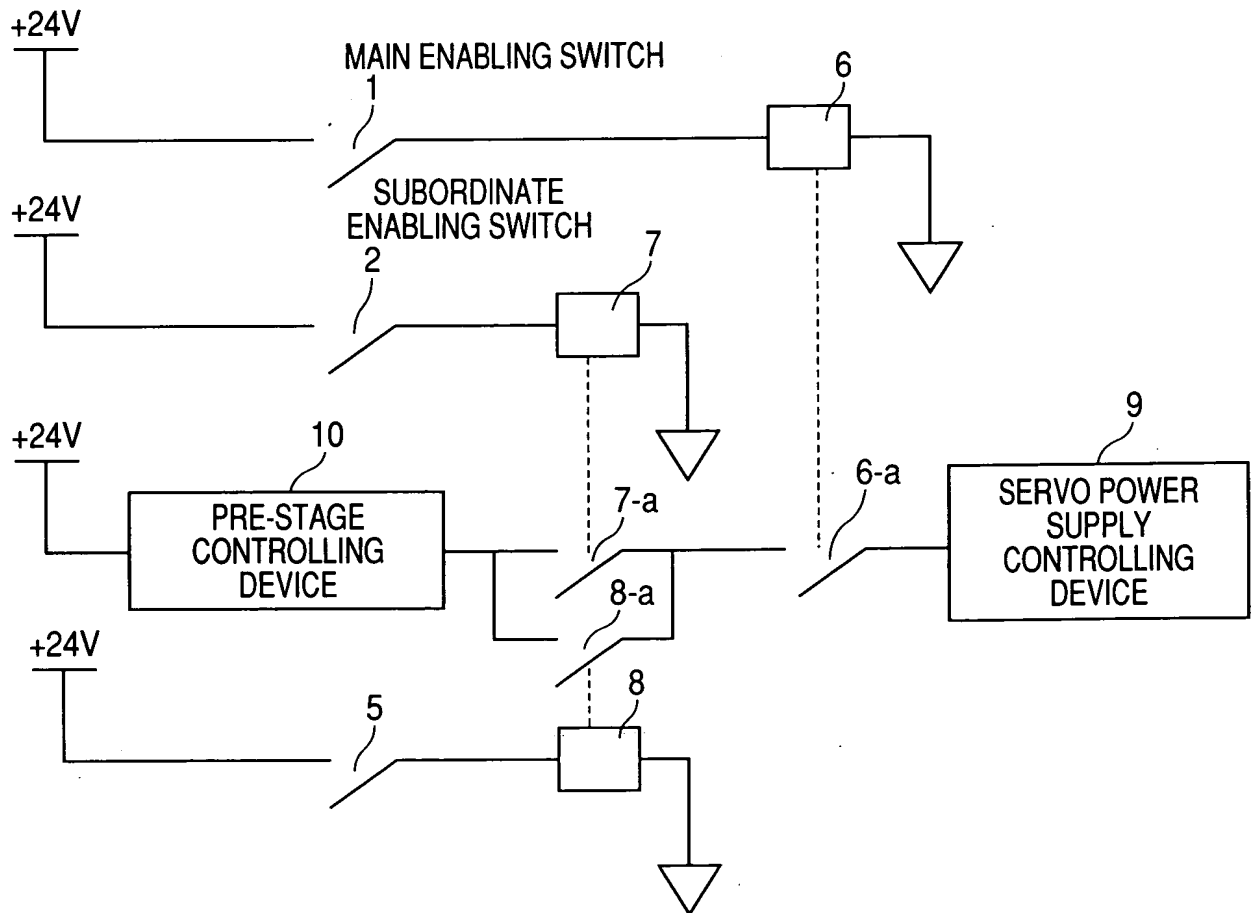 +24V
MAIN ENABLING SWITCH
1
6
+24V
SUBORDINATE
ENABLING SWITCH
2
7
+24V
10
PRE-STAGE
CONTROLLING
DEVICE
7-a
8-a
6-a
9
SERVO POWER
SUPPLY
CONTROLLING
DEVICE
+24V
5
8